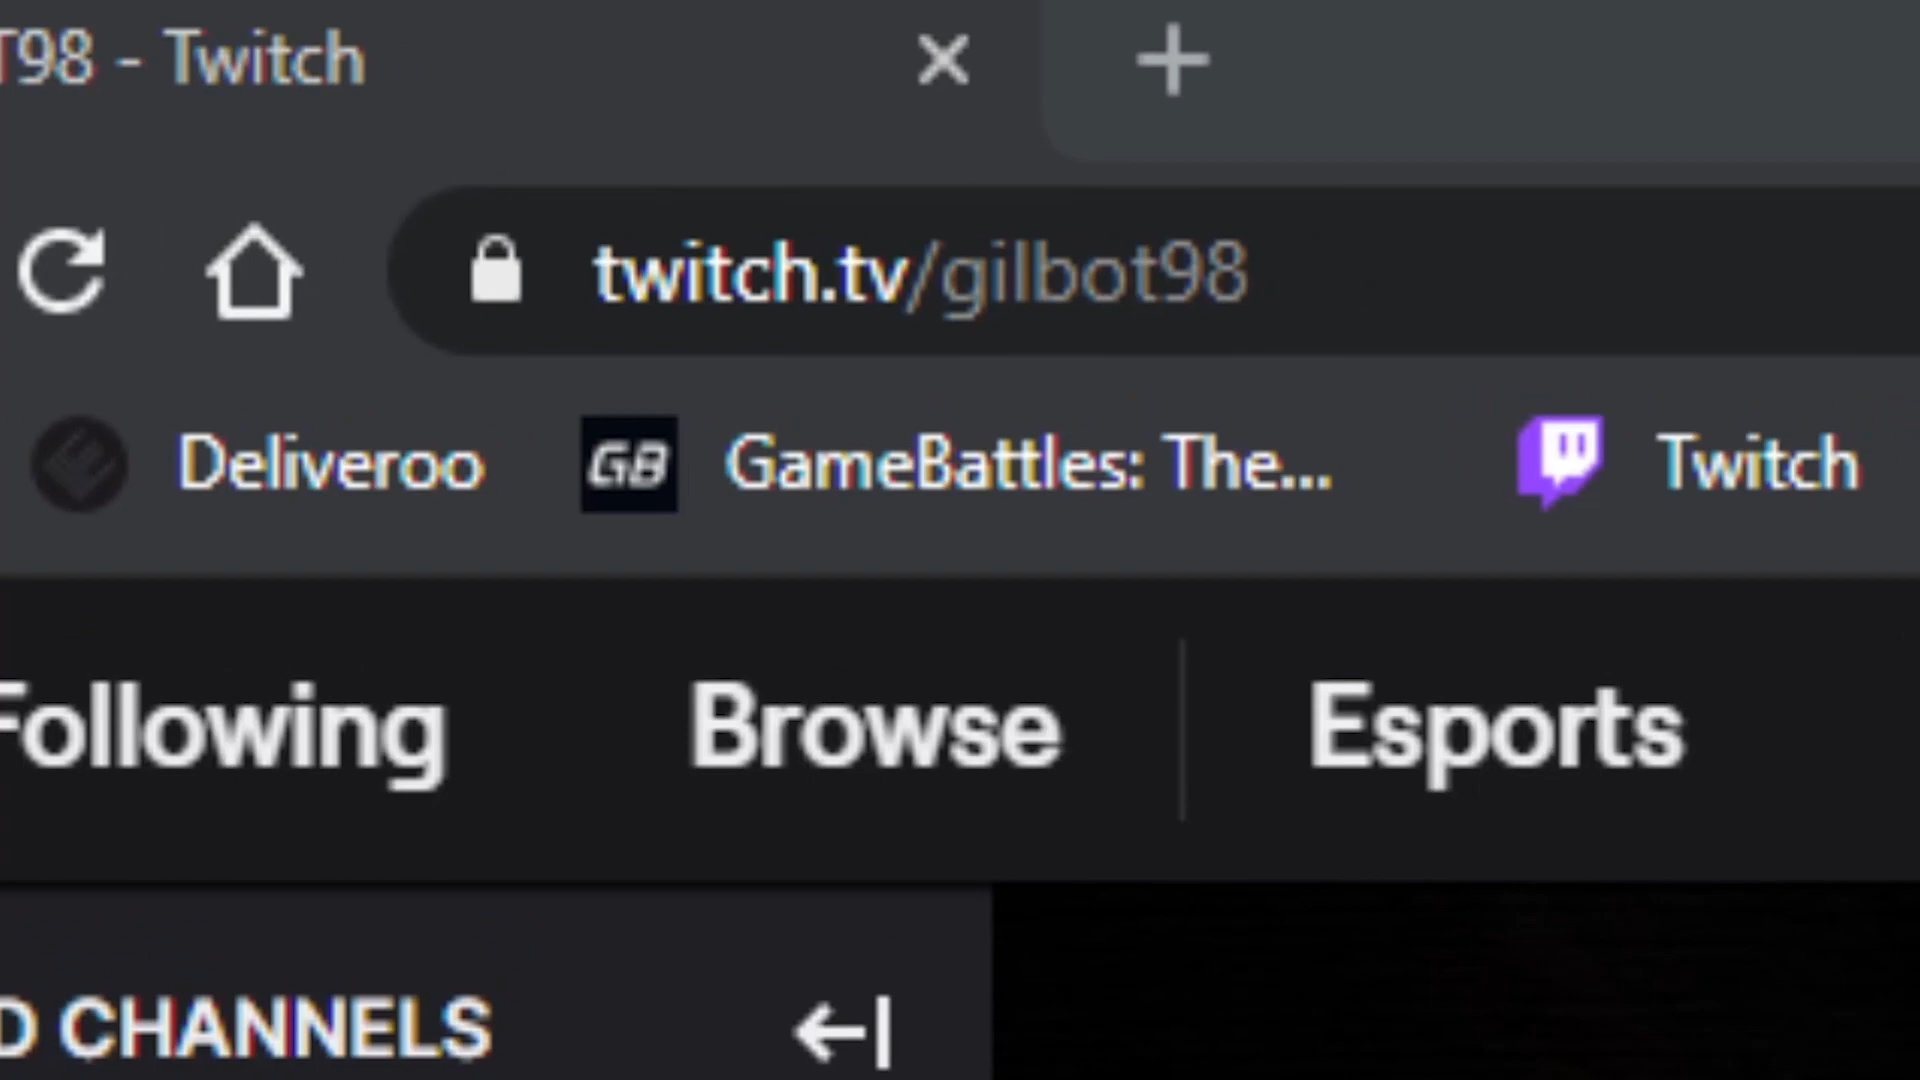 T98 - Twitch
twitch.tv/gilbot98
Deliveroo GB GameBattles: The... Twitch
Following Browse Esports
D CHANNELS